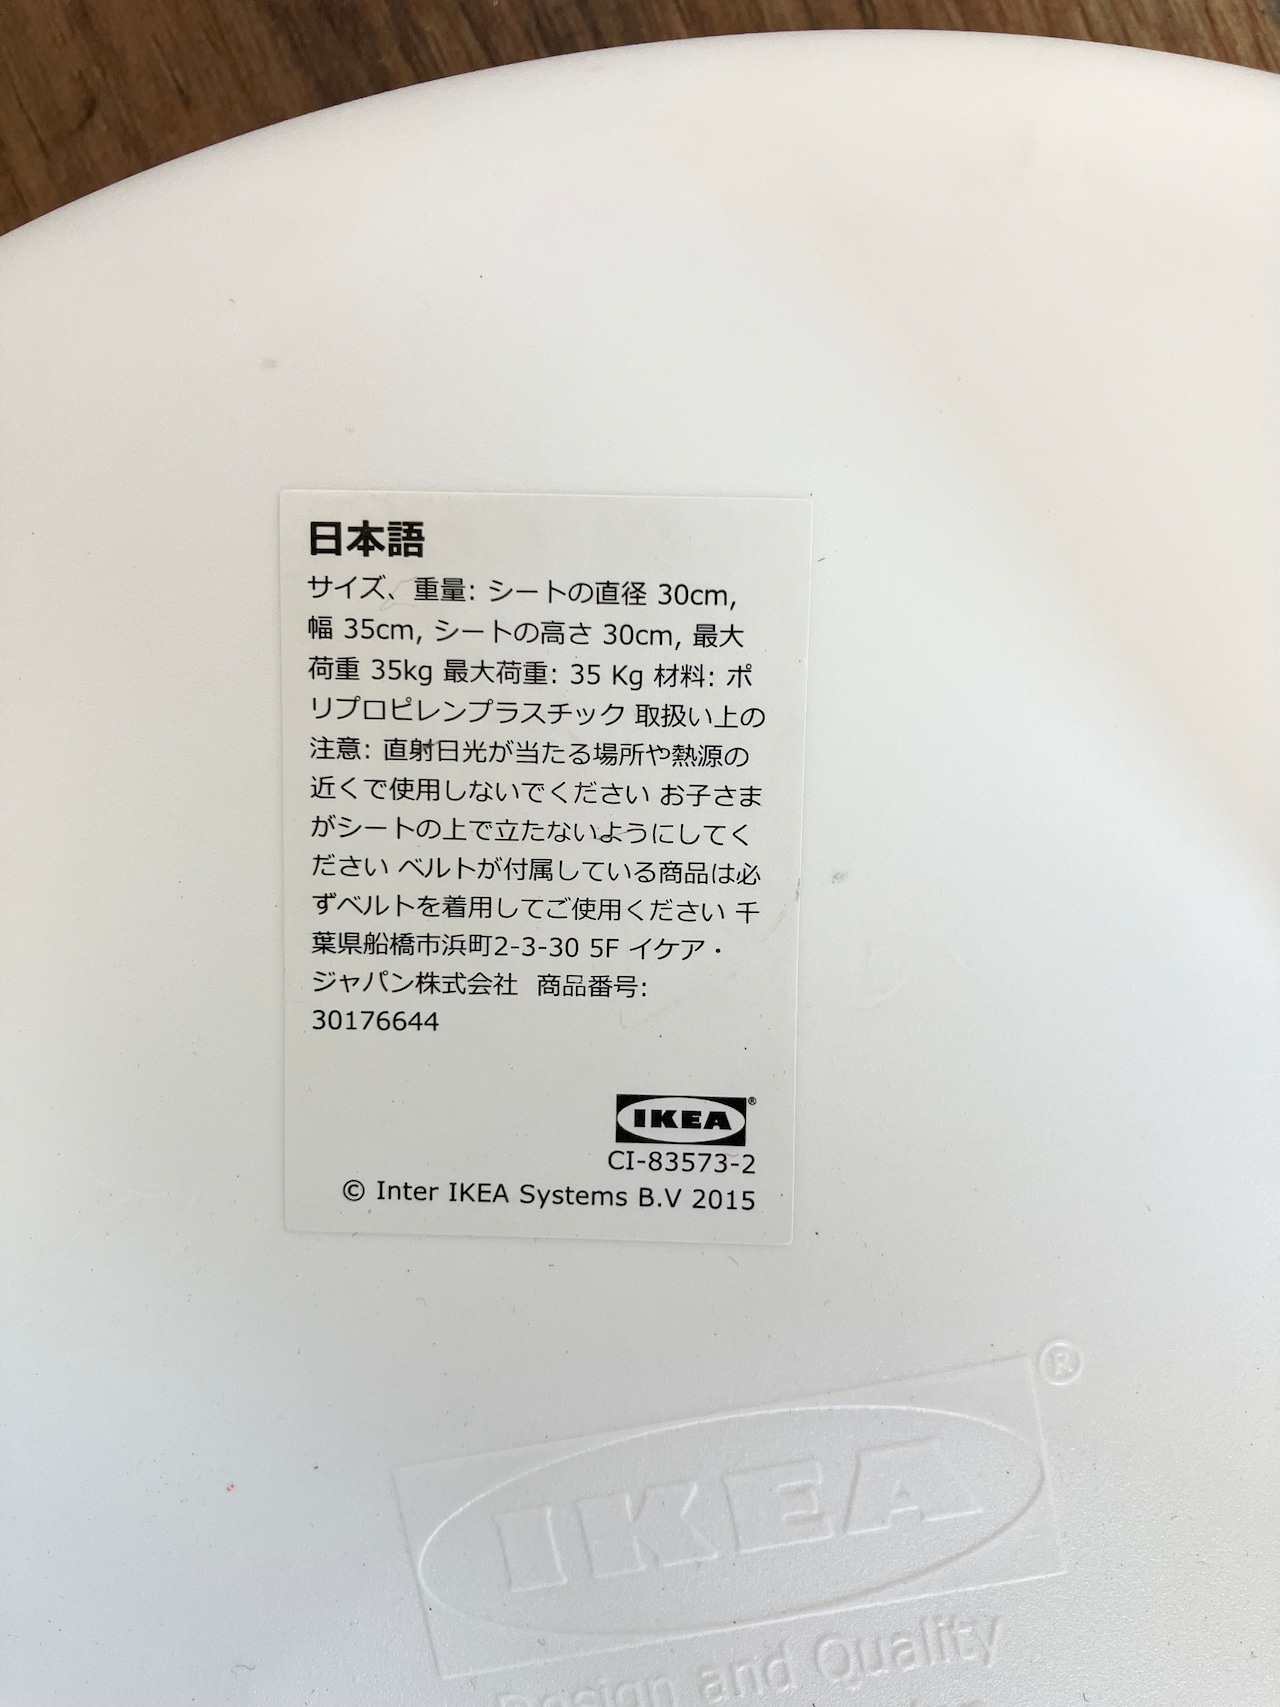 日本語
サイズ、重量: シートの直径 30cm,
幅 35cm, シートの高さ 30cm, 最大
荷重 35kg 最大荷重: 35 Kg 材料: ポ
リプロピレンプラスチック 取扱い上の
注意: 直射日光が当たる場所や熱源の
近くで使用しないでください お子さま
がシートの上で立たないようにしてく
ださい ベルトが付属している商品は必
ずベルトを着用してご使用ください 千
葉県船橋市浜町2-3-30 5F イケア・
ジャパン株式会社 商品番号:
30176644
IKEA®
CI-83573-2
© Inter IKEA Systems B.V 2015
IKEA®
Design and Quality